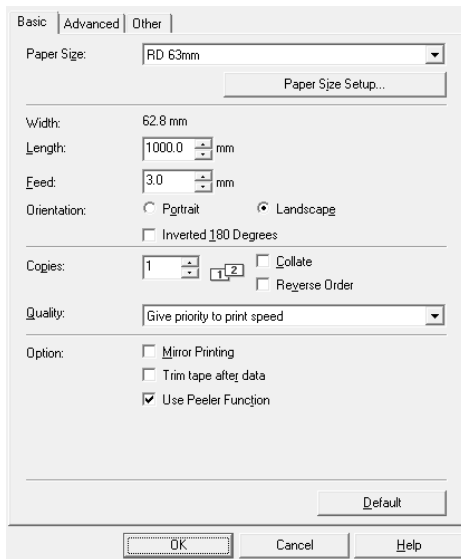 Basic Advanced Other
Paper Size: RD 63mm
Paper Size Setup...
Width: 62.8 mm
Length: 1000.0 mm
Feed: 3.0 mm
Orientation: Portrait Landscape
Inverted 180 Degrees
Copies: 1 1 2 Collate
Reverse Order
Quality: Give priority to print speed
Option: Mirror Printing
Trim tape after data
Use Peeler Function
Default
OK Cancel Help